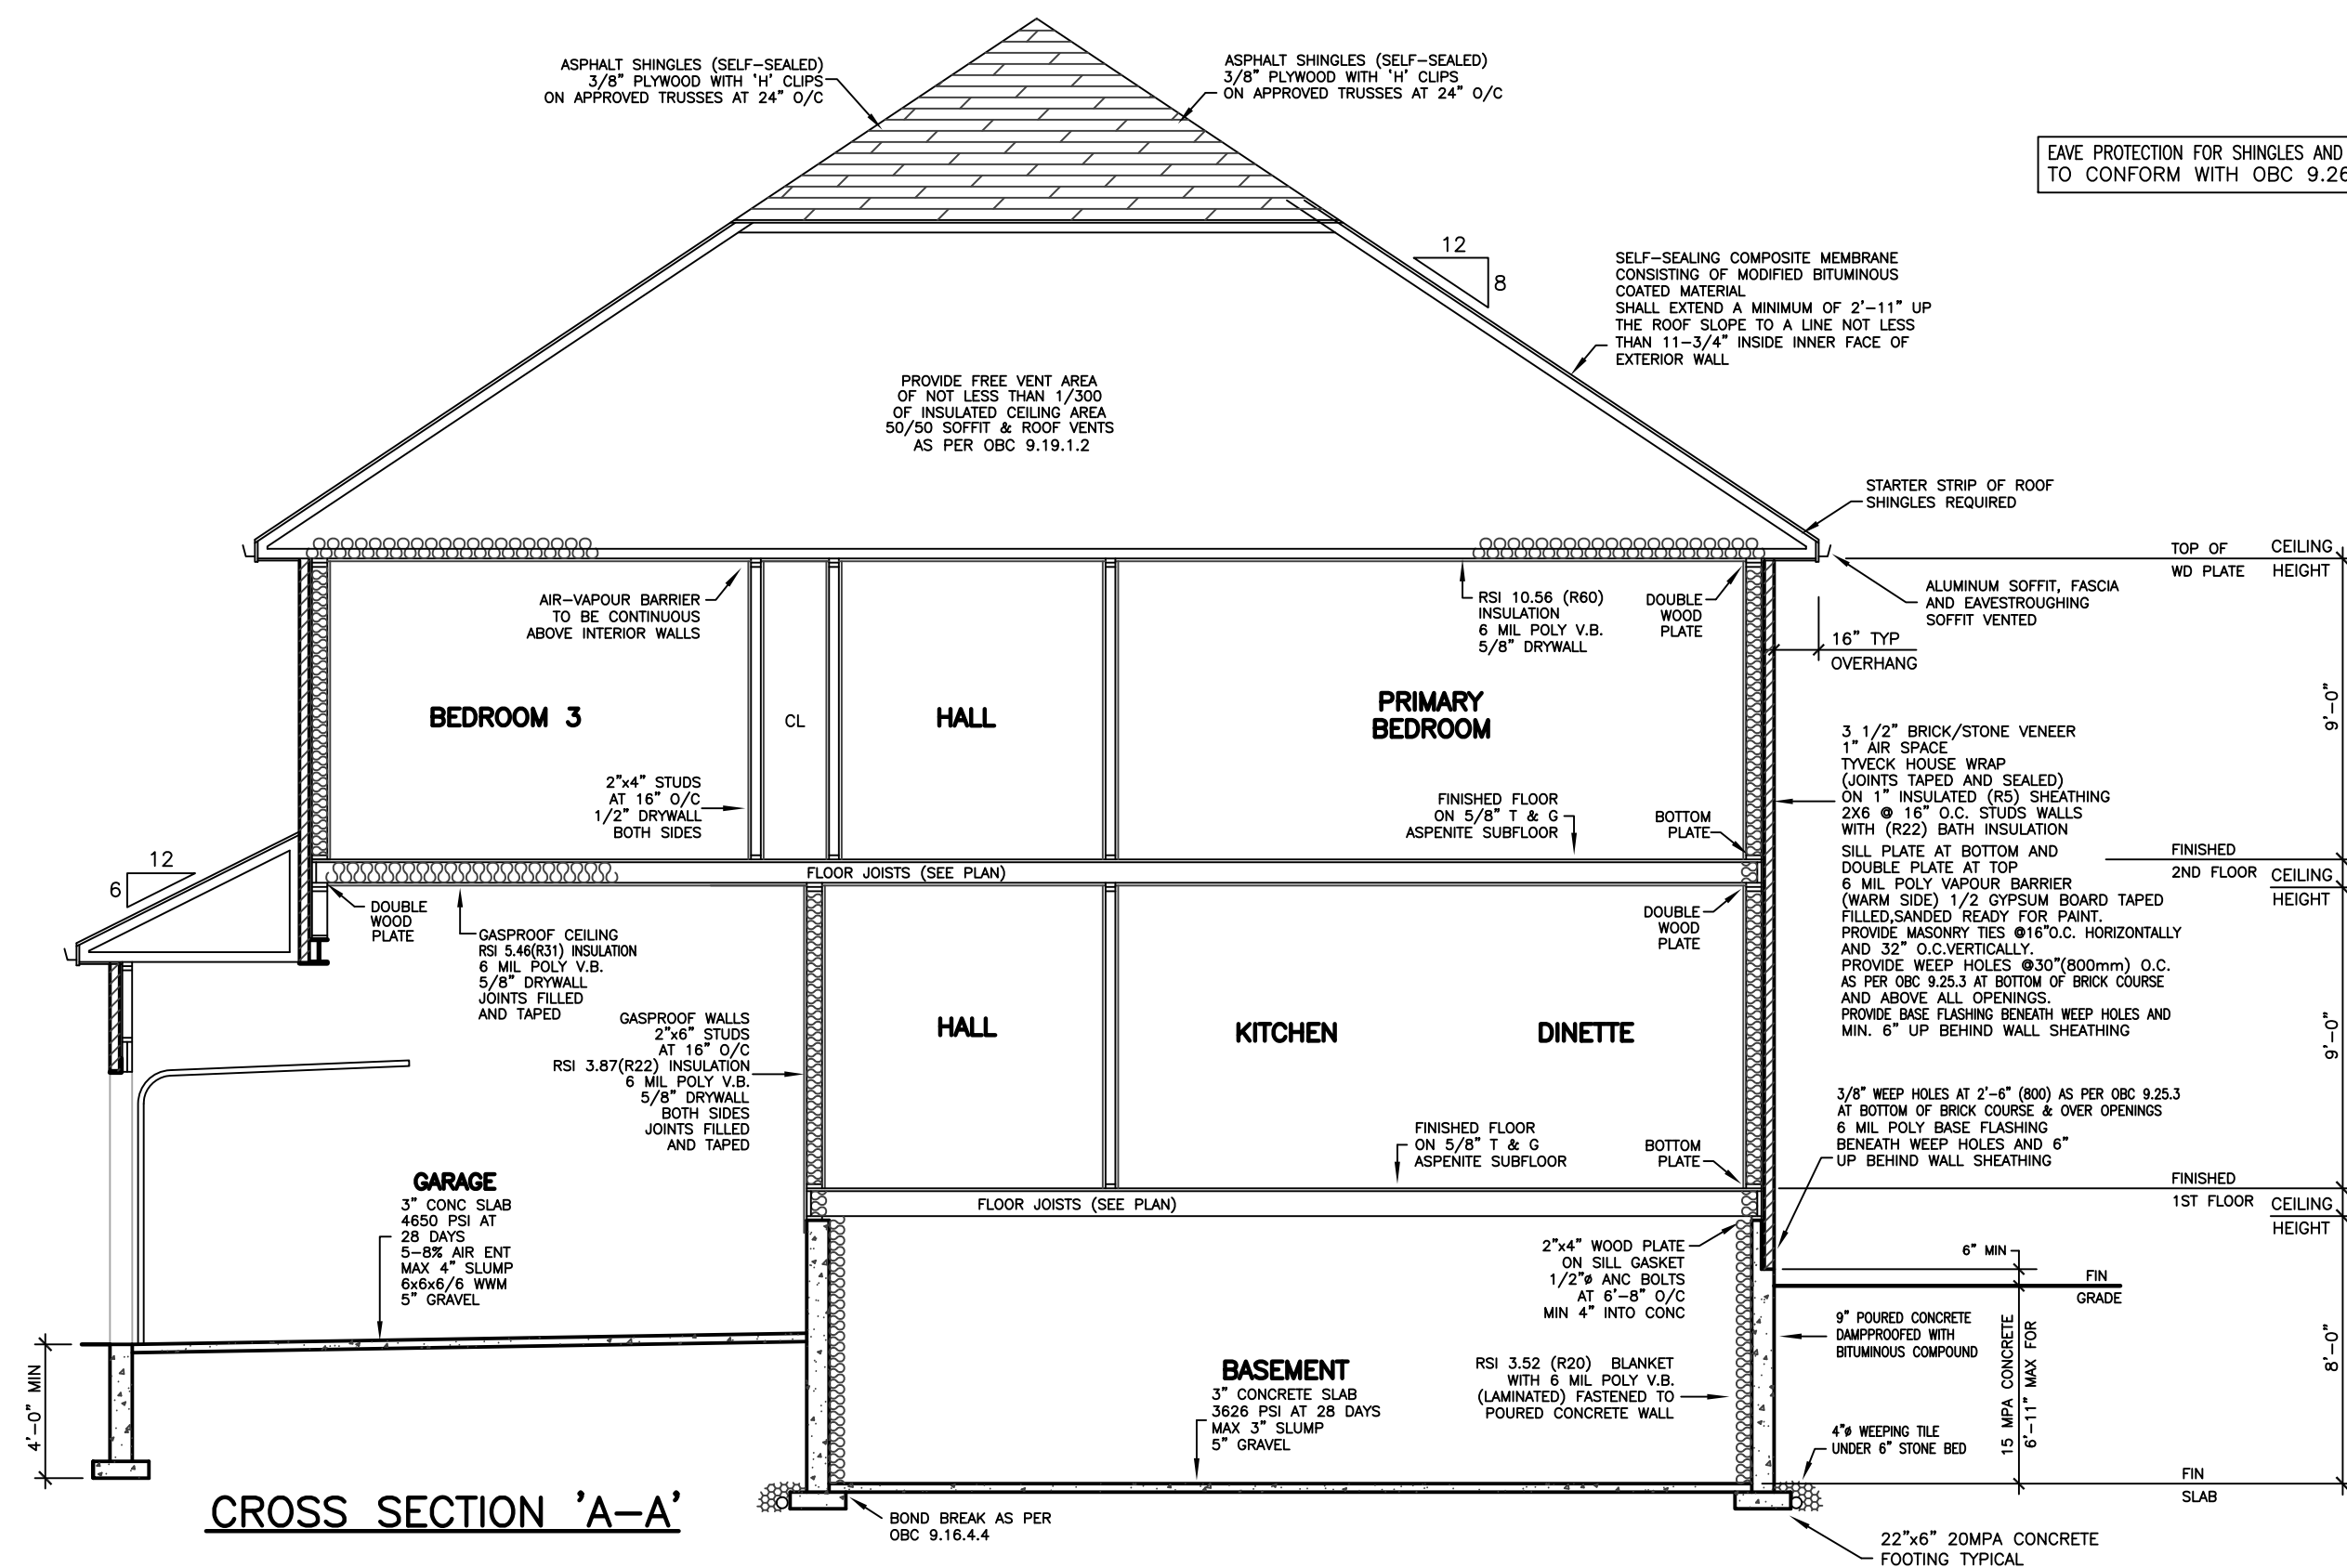 ASPHALT SHINGLES (SELF-SEALED)
3/8" PLYWOOD WITH 'H' CLIPS
ON APPROVED TRUSSES AT 24" O/C
ASPHALT SHINGLES (SELF-SEALED)
3/8" PLYWOOD WITH 'H' CLIPS
ON APPROVED TRUSSES AT 24" O/C
EAVE PROTECTION FOR SHINGLES AND
TO CONFORM WITH OBC 9.26
12
8
SELF-SEALING COMPOSITE MEMBRANE
CONSISTING OF MODIFIED BITUMINOUS
COATED MATERIAL
SHALL EXTEND A MINIMUM OF 2'-11" UP
THE ROOF SLOPE TO A LINE NOT LESS
THAN 11-3/4" INSIDE INNER FACE OF
EXTERIOR WALL
PROVIDE FREE VENT AREA
OF NOT LESS THAN 1/300
OF INSULATED CEILING AREA
50/50 SOFFIT & ROOF VENTS
AS PER OBC 9.19.1.2
STARTER STRIP OF ROOF
SHINGLES REQUIRED
TOP OF
WD PLATE
CEILING
HEIGHT
ALUMINUM SOFFIT, FASCIA
AND EAVESTROUGHING
SOFFIT VENTED
16" TYP
OVERHANG
AIR-VAPOUR BARRIER
TO BE CONTINUOUS
ABOVE INTERIOR WALLS
RSI 10.56 (R60)
INSULATION
6 MIL POLY V.B.
5/8" DRYWALL
DOUBLE
WOOD
PLATE
BEDROOM 3
CL
HALL
PRIMARY
BEDROOM
9'-0"
2"x4" STUDS
AT 16" O/C
1/2" DRYWALL
BOTH SIDES
FINISHED FLOOR
ON 5/8" T & G
ASPENITE SUBFLOOR
BOTTOM
PLATE
3 1/2" BRICK/STONE VENEER
1" AIR SPACE
TYVECK HOUSE WRAP
(JOINTS TAPED AND SEALED)
ON 1" INSULATED (R5) SHEATHING
2X6 @ 16" O.C. STUDS WALLS
WITH (R22) BATH INSULATION
SILL PLATE AT BOTTOM AND
DOUBLE PLATE AT TOP
6 MIL POLY VAPOUR BARRIER
(WARM SIDE) 1/2 GYPSUM BOARD TAPED
FILLED,SANDED READY FOR PAINT.
PROVIDE MASONRY TIES @16"O.C. HORIZONTALLY
AND 32" O.C.VERTICALLY.
PROVIDE WEEP HOLES @30"(800mm) O.C.
AS PER OBC 9.25.3 AT BOTTOM OF BRICK COURSE
AND ABOVE ALL OPENINGS.
PROVIDE BASE FLASHING BENEATH WEEP HOLES AND
MIN. 6" UP BEHIND WALL SHEATHING
FINISHED
2ND FLOOR
CEILING
HEIGHT
12
6
FLOOR JOISTS (SEE PLAN)
DOUBLE
WOOD
PLATE
GASPROOF CEILING
RSI 5.46(R31) INSULATION
6 MIL POLY V.B.
5/8" DRYWALL
JOINTS FILLED
AND TAPED
DOUBLE
WOOD
PLATE
GASPROOF WALLS
2"x6" STUDS
AT 16" O/C
RSI 3.87(R22) INSULATION
6 MIL POLY V.B.
5/8" DRYWALL
BOTH SIDES
JOINTS FILLED
AND TAPED
HALL
KITCHEN
DINETTE
9'-0"
3/8" WEEP HOLES AT 2'-6" (800) AS PER OBC 9.25.3
AT BOTTOM OF BRICK COURSE & OVER OPENINGS
6 MIL POLY BASE FLASHING
BENEATH WEEP HOLES AND 6"
UP BEHIND WALL SHEATHING
FINISHED FLOOR
ON 5/8" T & G
ASPENITE SUBFLOOR
BOTTOM
PLATE
FINISHED
1ST FLOOR
CEILING
HEIGHT
GARAGE
3" CONC SLAB
4650 PSI AT
28 DAYS
5-8% AIR ENT
MAX 4" SLUMP
6x6x6/6 WWM
5" GRAVEL
FLOOR JOISTS (SEE PLAN)
2"x4" WOOD PLATE
ON SILL GASKET
1/2"ø ANC BOLTS
AT 6'-8" O/C
MIN 4" INTO CONC
6" MIN
FIN
GRADE
9" POURED CONCRETE
DAMPPROOFED WITH
BITUMINOUS COMPOUND
15 MPA CONCRETE
6'-11" MAX FOR
8'-0"
4'-0" MIN
BASEMENT
3" CONCRETE SLAB
3626 PSI AT 28 DAYS
MAX 3" SLUMP
5" GRAVEL
RSI 3.52 (R20) BLANKET
WITH 6 MIL POLY V.B.
(LAMINATED) FASTENED TO
POURED CONCRETE WALL
4"ø WEEPING TILE
UNDER 6" STONE BED
FIN
SLAB
CROSS SECTION 'A-A'
BOND BREAK AS PER
OBC 9.16.4.4
22"x6" 20MPA CONCRETE
FOOTING TYPICAL